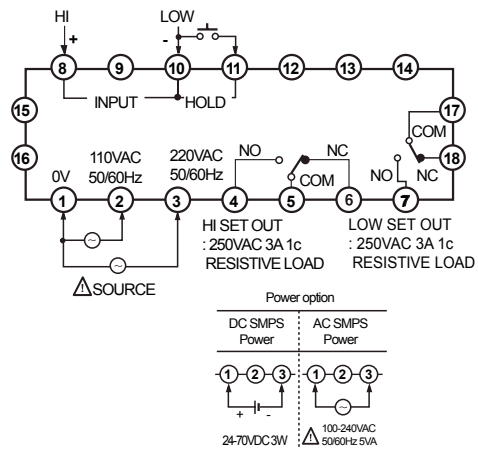 HI
LOW
+
-
8 9 10 11 12 13 14
INPUT
HOLD
15
17
COM
16
18
110VAC
50/60Hz
220VAC
50/60Hz
0V
NO
NC
COM
NO
NC
1 2 3 4 5 6 7
HI SET OUT
: 250VAC 3A 1c
RESISTIVE LOAD
LOW SET OUT
: 250VAC 3A 1c
RESISTIVE LOAD
~
~
! SOURCE
Power option
DC SMPS
Power
AC SMPS
Power
1 2 3
1 2 3
+ -
~
24-70VDC 3W
! 100-240VAC
50/60Hz 5VA